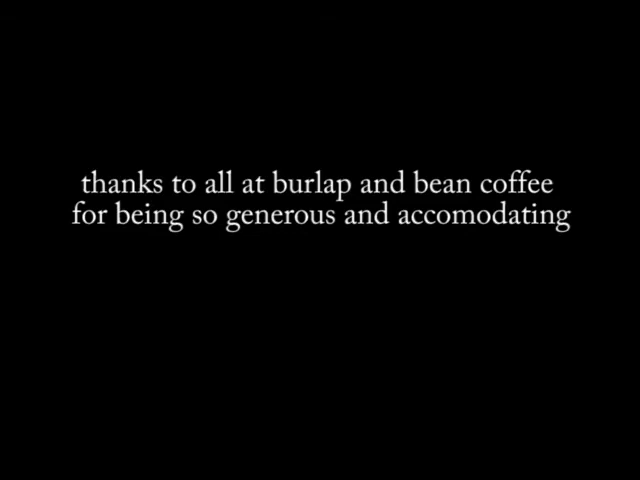 thanks to all at burlap and bean coffee
for being so generous and accomodating